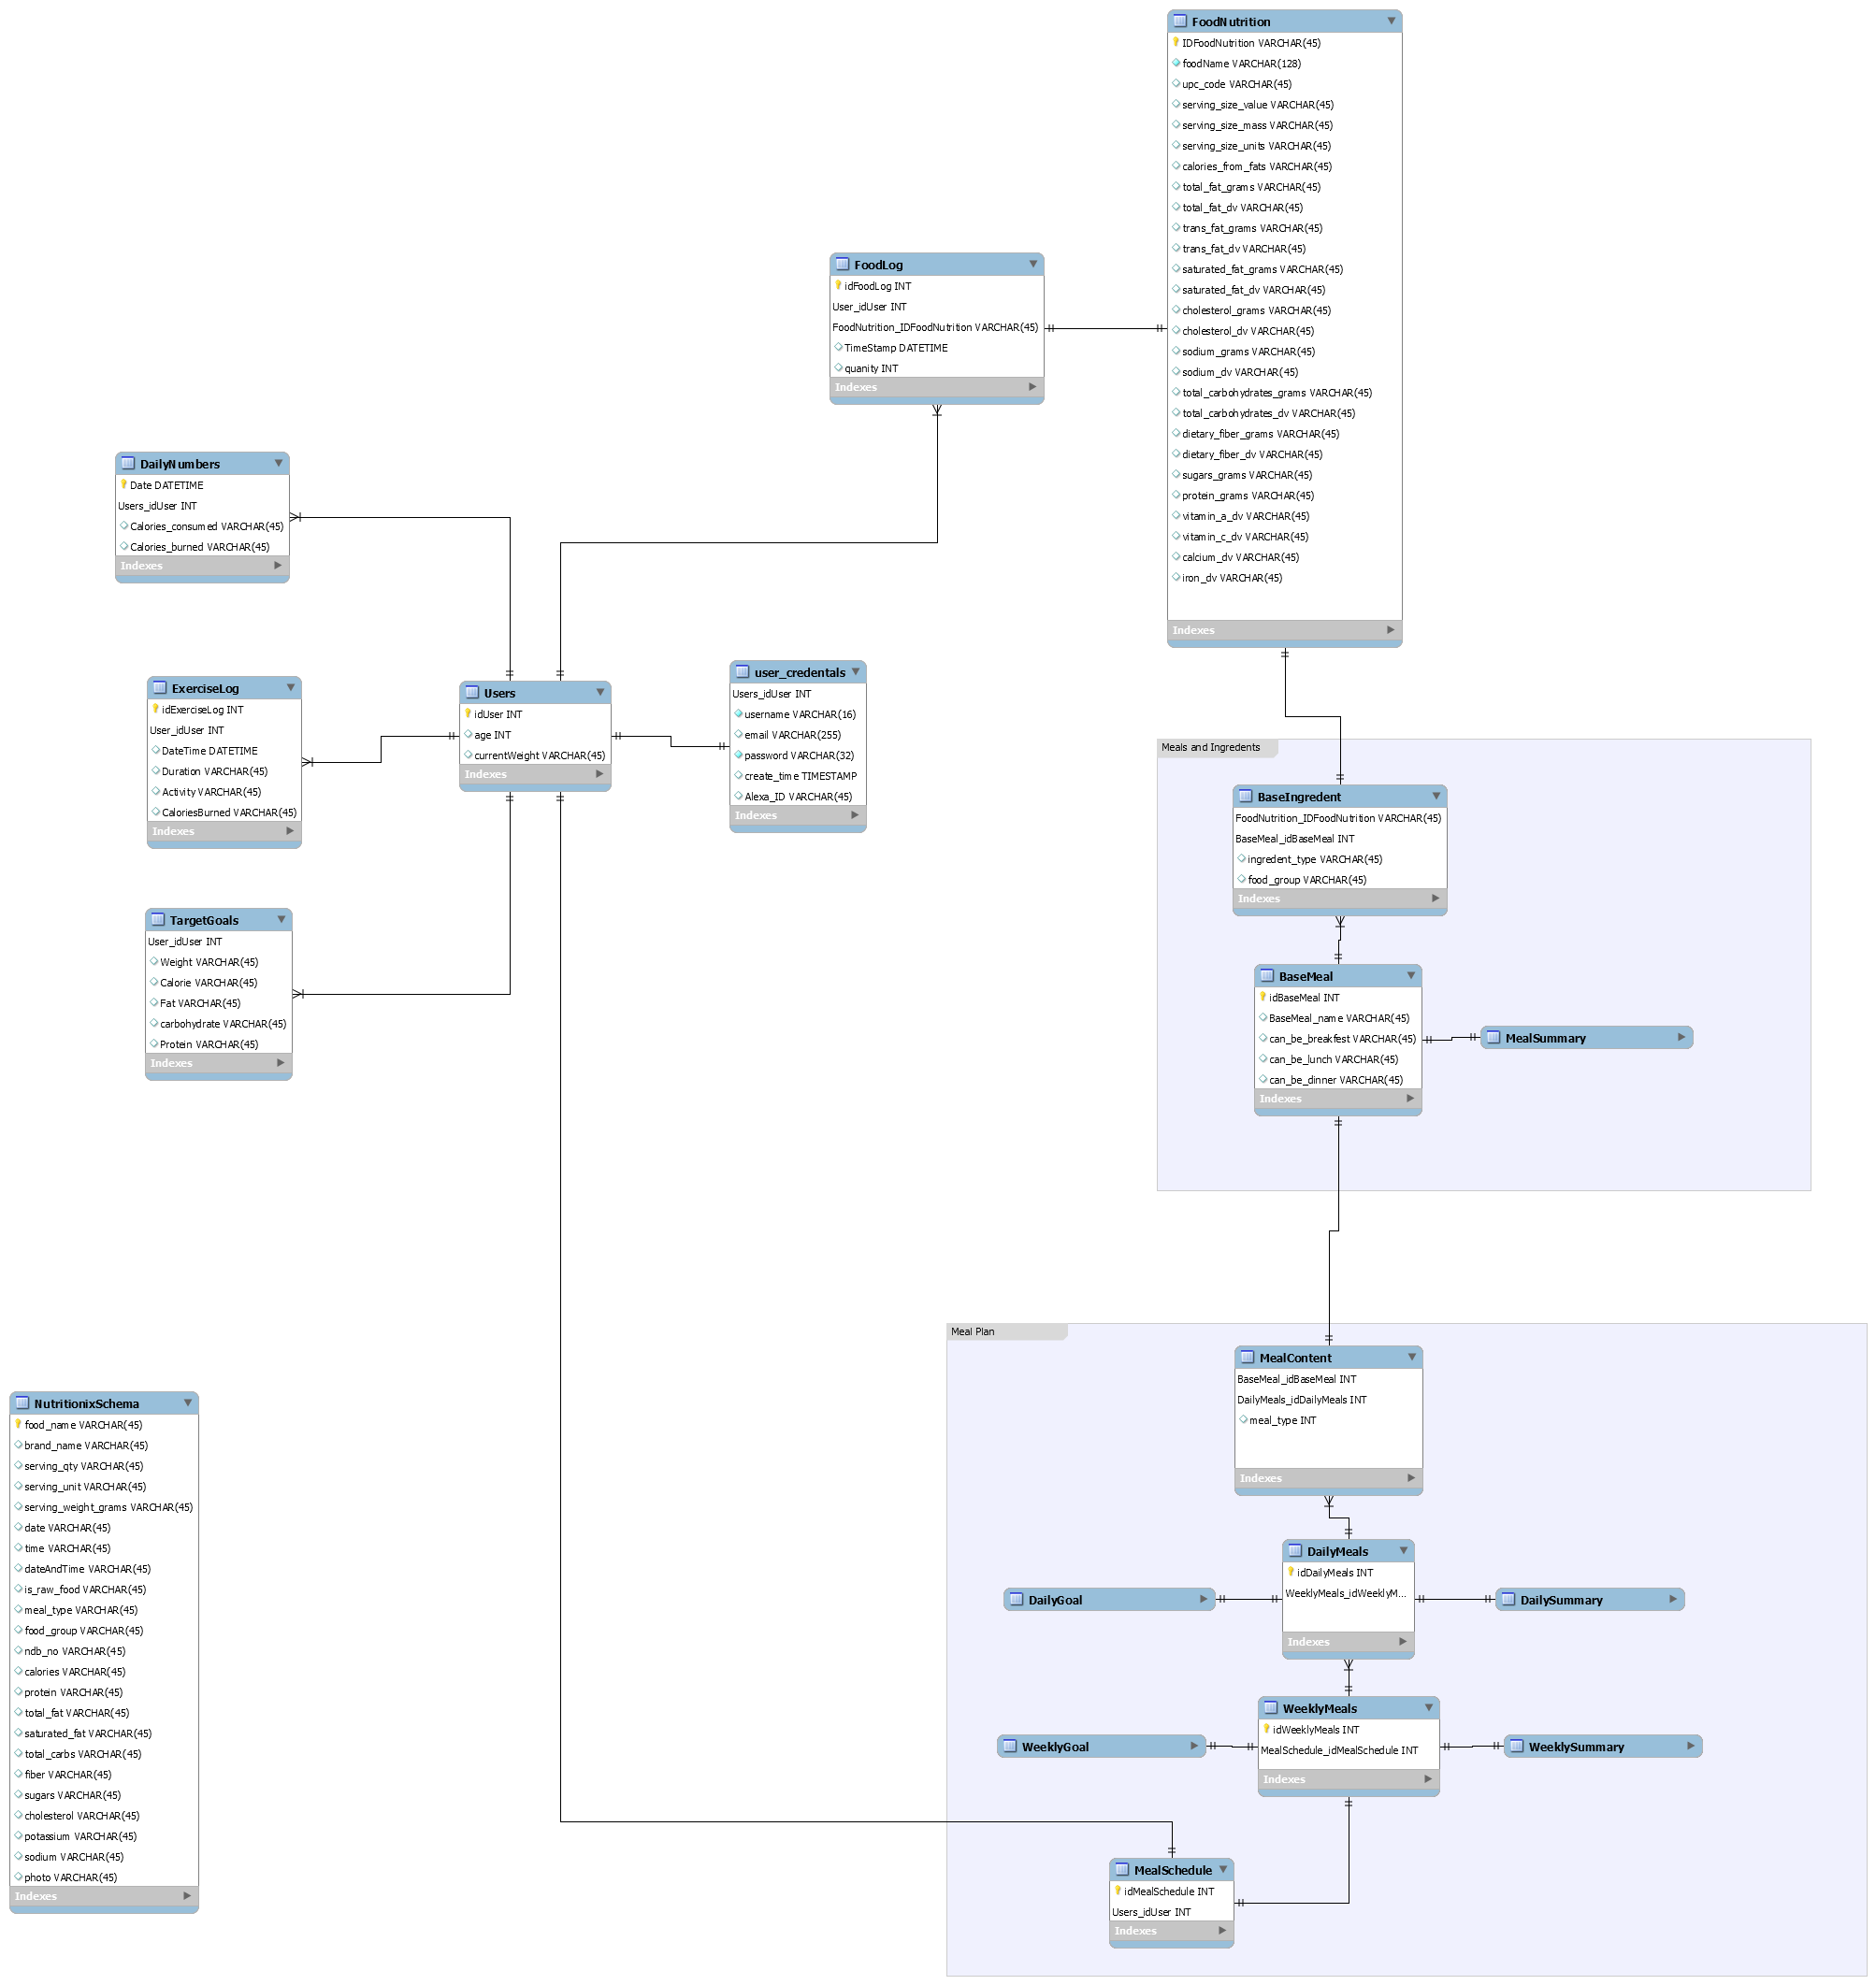 FoodNutrition
IDFoodNutrition VARCHAR(45)
foodName VARCHAR(128)
upc_code VARCHAR(45)
serving_size_value VARCHAR(45)
serving_size_mass VARCHAR(45)
serving_size_units VARCHAR(45)
calories_from_fats VARCHAR(45)
total_fat_grams VARCHAR(45)
total_fat_dv VARCHAR(45)
trans_fat_grams VARCHAR(45)
trans_fat_dv VARCHAR(45)
saturated_fat_grams VARCHAR(45)
saturated_fat_dv VARCHAR(45)
cholesterol_grams VARCHAR(45)
cholesterol_dv VARCHAR(45)
sodium_grams VARCHAR(45)
sodium_dv VARCHAR(45)
total_carbohydrates_grams VARCHAR(45)
total_carbohydrates_dv VARCHAR(45)
dietary_fiber_grams VARCHAR(45)
dietary_fiber_dv VARCHAR(45)
sugars_grams VARCHAR(45)
protein_grams VARCHAR(45)
vitamin_a_dv VARCHAR(45)
vitamin_c_dv VARCHAR(45)
calcium_dv VARCHAR(45)
iron_dv VARCHAR(45)
Indexes
FoodLog
idFoodLog INT
User_idUser INT
FoodNutrition_IDFoodNutrition VARCHAR(45)
TimeStamp DATETIME
quanity INT
Indexes
DailyNumbers
Date DATETIME
Users_idUser INT
Calories_consumed VARCHAR(45)
Calories_burned VARCHAR(45)
Indexes
ExerciseLog
idExerciseLog INT
User_idUser INT
DateTime DATETIME
Duration VARCHAR(45)
Activity VARCHAR(45)
CaloriesBurned VARCHAR(45)
Indexes
Users
idUser INT
age INT
currentWeight VARCHAR(45)
Indexes
user_credentals
Users_idUser INT
username VARCHAR(16)
email VARCHAR(255)
password VARCHAR(32)
create_time TIMESTAMP
Alexa_ID VARCHAR(45)
Indexes
TargetGoals
User_idUser INT
Weight VARCHAR(45)
Calorie VARCHAR(45)
Fat VARCHAR(45)
carbohydrate VARCHAR(45)
Protein VARCHAR(45)
Indexes
Meals and Ingredents
BaseIngredent
FoodNutrition_IDFoodNutrition VARCHAR(45)
BaseMeal_idBaseMeal INT
ingredent_type VARCHAR(45)
food_group VARCHAR(45)
Indexes
BaseMeal
idBaseMeal INT
BaseMeal_name VARCHAR(45)
can_be_breakfest VARCHAR(45)
can_be_lunch VARCHAR(45)
can_be_dinner VARCHAR(45)
Indexes
MealSummary
Meal Plan
MealContent
BaseMeal_idBaseMeal INT
DailyMeals_idDailyMeals INT
meal_type INT
Indexes
DailyMeals
idDailyMeals INT
WeeklyMeals_idWeeklyM...
Indexes
DailyGoal
DailySummary
WeeklyMeals
idWeeklyMeals INT
MealSchedule_idMealSchedule INT
Indexes
WeeklyGoal
WeeklySummary
MealSchedule
idMealSchedule INT
Users_idUser INT
Indexes
NutritionixSchema
food_name VARCHAR(45)
brand_name VARCHAR(45)
serving_qty VARCHAR(45)
serving_unit VARCHAR(45)
serving_weight_grams VARCHAR(45)
date VARCHAR(45)
time VARCHAR(45)
dateAndTime VARCHAR(45)
is_raw_food VARCHAR(45)
meal_type VARCHAR(45)
food_group VARCHAR(45)
ndb_no VARCHAR(45)
calories VARCHAR(45)
protein VARCHAR(45)
total_fat VARCHAR(45)
saturated_fat VARCHAR(45)
total_carbs VARCHAR(45)
fiber VARCHAR(45)
sugars VARCHAR(45)
cholesterol VARCHAR(45)
potassium VARCHAR(45)
sodium VARCHAR(45)
photo VARCHAR(45)
Indexes